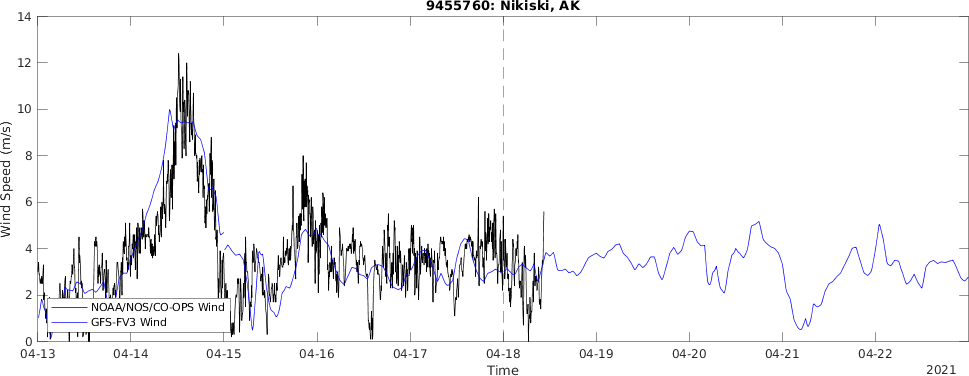 9455760: Nikiski, AK
14
12
10
8
6
4
2
0
Wind Speed (m/s)
NOAA/NOS/CO-OPS Wind
GFS-FV3 Wind
04-13 04-14 04-15 04-16 04-17 04-18 04-19 04-20 04-21 04-22
Time
2021